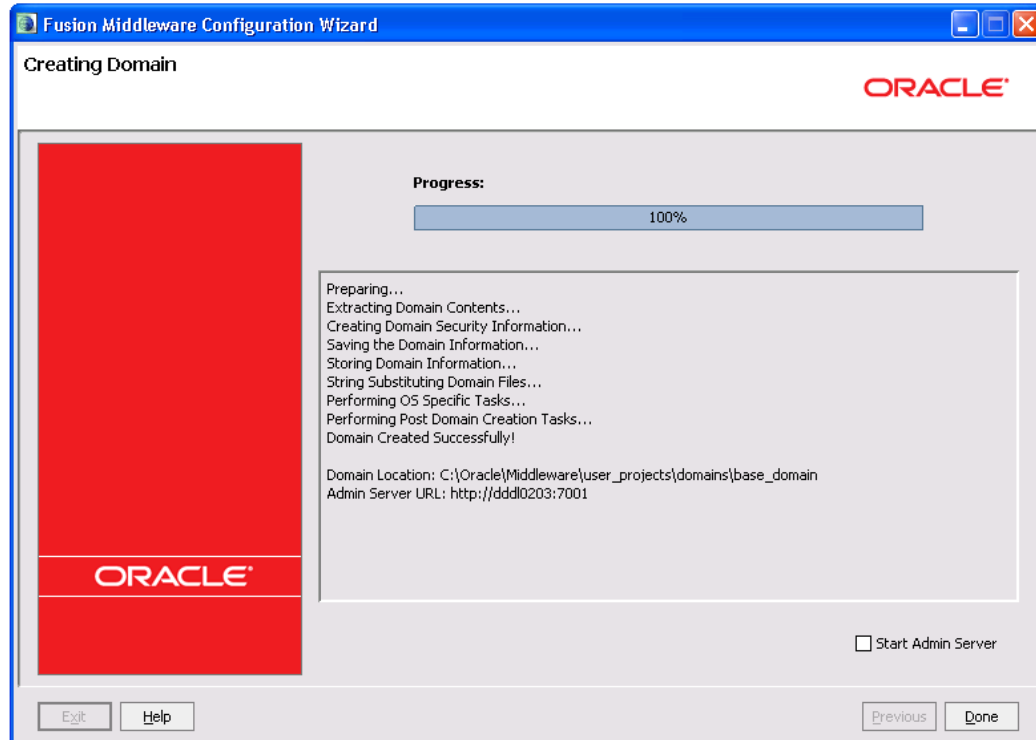 Fusion Middleware Configuration Wizard
Creating Domain
ORACLE
Progress:
100%
Preparing...
Extracting Domain Contents...
Creating Domain Security Information...
Saving the Domain Information...
Storing Domain Information...
String Substituting Domain Files...
Performing OS Specific Tasks...
Performing Post Domain Creation Tasks...
Domain Created Successfully!
Domain Location: C:\Oracle\Middleware\user_projects\domains\base_domain
Admin Server URL: http://dddl0203:7001
ORACLE
Start Admin Server
Exit Help Previous Done